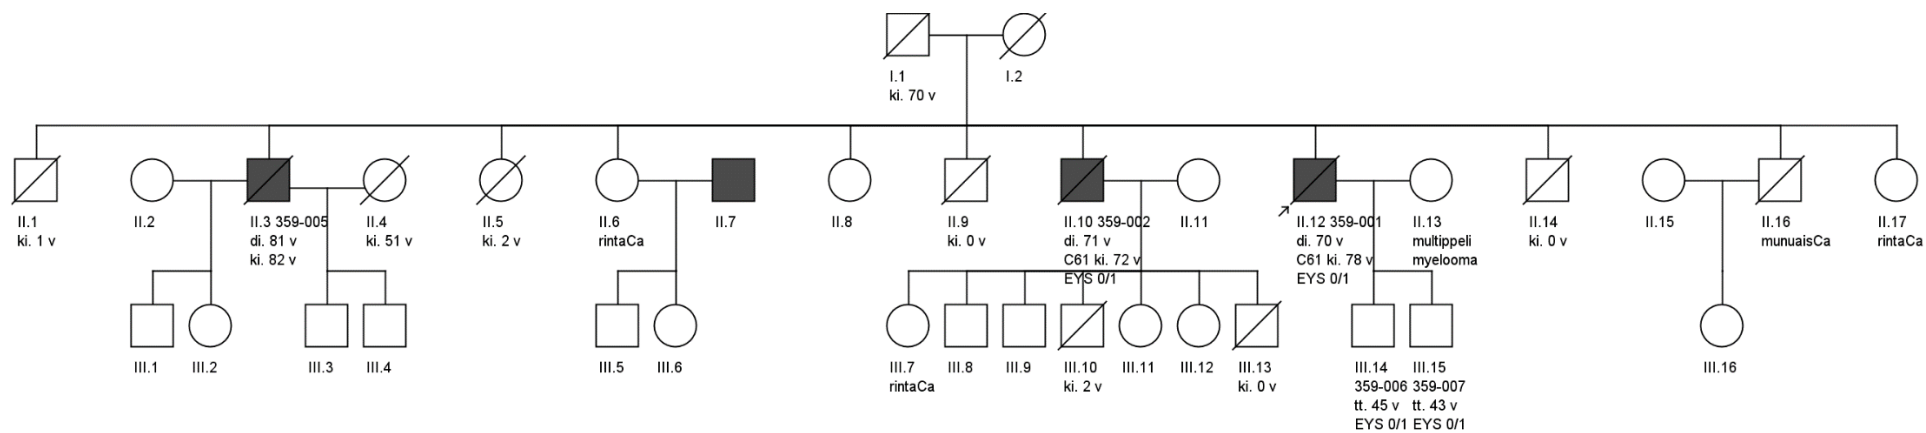 I.1
ki. 70 v
I.2
II.1
ki. 1 v
II.2
II.3 359-005
di. 81 v
ki. 82 v
II.4
ki. 51 v
II.5
ki. 2 v
II.6
rintaCa
II.7
II.8
II.9
ki. 0 v
II.10 359-002
di. 71 v
C61 ki. 72 v
EYS 0/1
II.11
II.12 359-001
di. 70 v
C61 ki. 78 v
EYS 0/1
II.13
multippeli
myelooma
II.14
ki. 0 v
II.15
II.16
munuaisCa
II.17
rintaCa
III.1
III.2
III.3
III.4
III.5
III.6
III.7
rintaCa
III.8
III.9
III.10
ki. 2 v
III.11
III.12
III.13
ki. 0 v
III.14
359-006
tt. 45 v
EYS 0/1
III.15
359-007
tt. 43 v
EYS 0/1
III.16